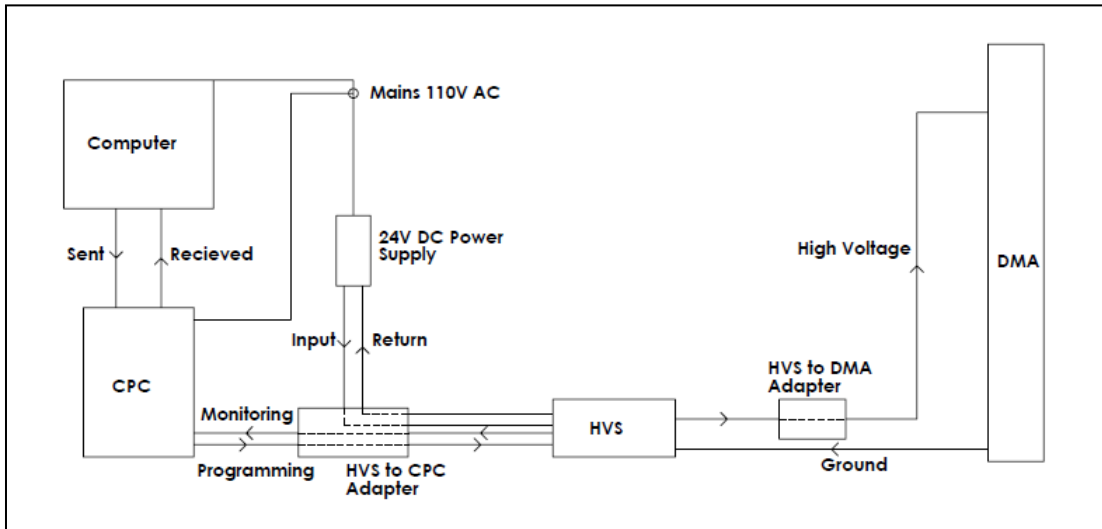 Mains 110V AC
Computer
24V DC Power
Supply
High Voltage
DMA
Sent
Recieved
Input
Return
HVS to DMA
Adapter
CPC
Monitoring
HVS
Programming
HVS to CPC
Adapter
Ground